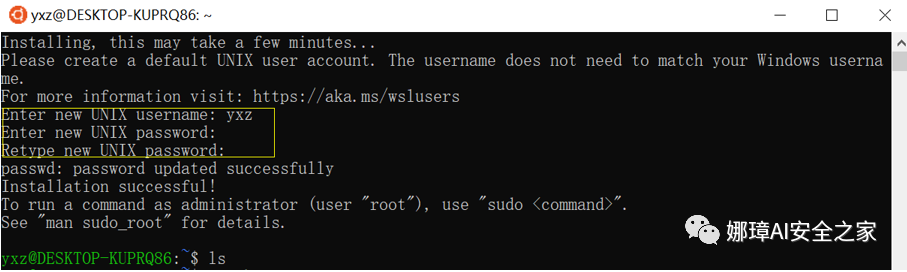 yxz@DESKTOP-KUPRQ86: ~
Installing, this may take a few minutes...
Please create a default UNIX user account. The username does not need to match your Windows userna
me.
For more information visit: https://aka.ms/wslusers
Enter new UNIX username: yxz
Enter new UNIX password:
Retype new UNIX password:
passwd: password updated successfully
Installation successful!
To run a command as administrator (user "root"), use "sudo <command>".
See "man sudo_root" for details.
娜璋AI安全之家
yxz@DESKTOP-KUPRQ86:~$ ls